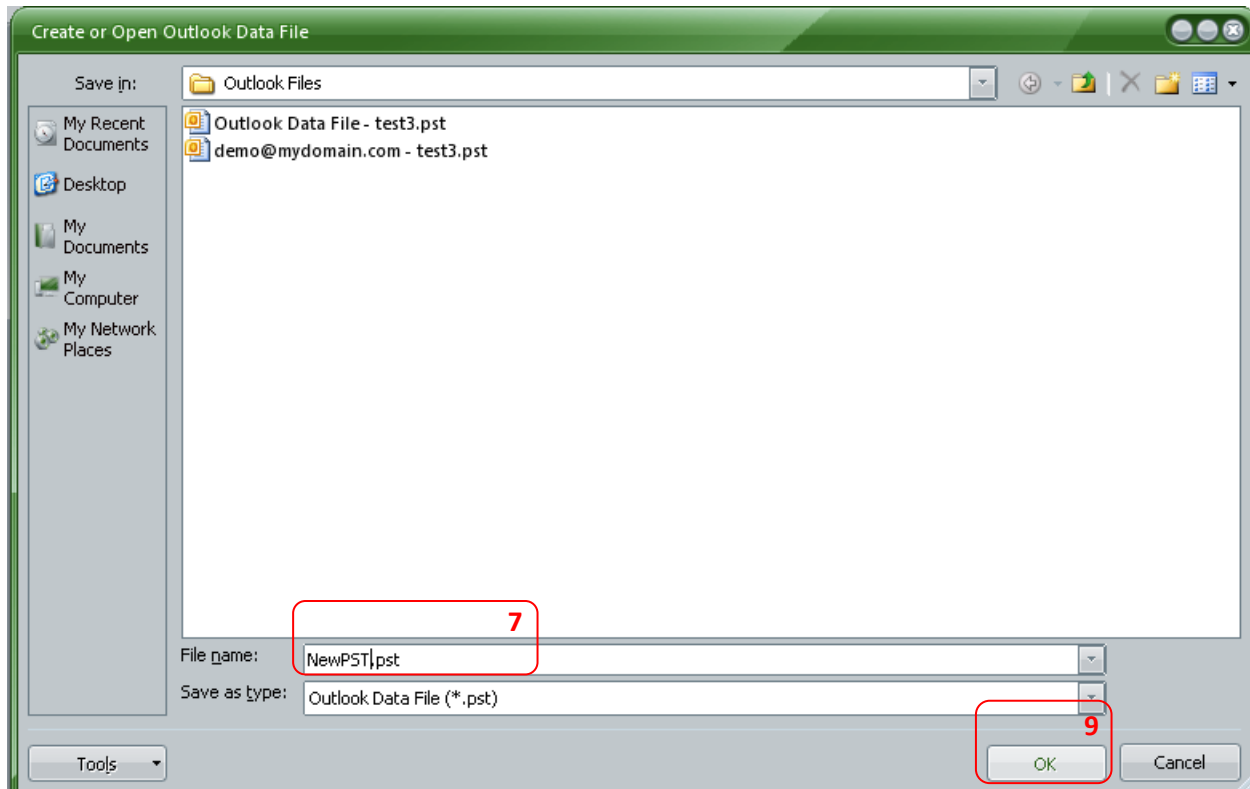 Create or Open Outlook Data File
Save in:
Outlook Files
My Recent
Documents
Desktop
My
Documents
My
Computer
My Network
Places
Outlook Data File - test3.pst
demo@mydomain.com - test3.pst
7
File name:
NewPST.pst
Save as type:
Outlook Data File (*.pst)
9
Tools
OK
Cancel